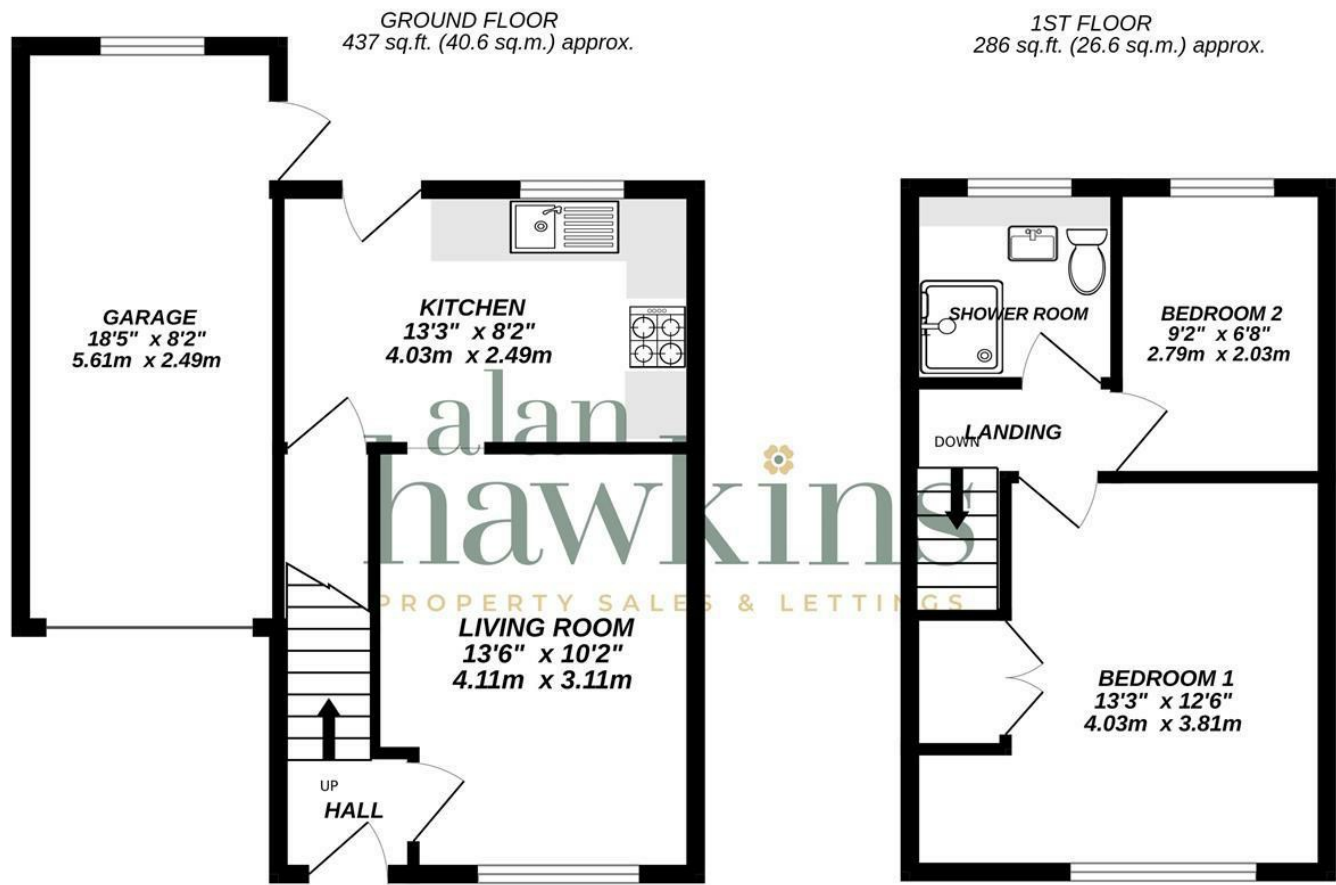 GROUND FLOOR
437 sq.ft. (40.6 sq.m.) approx.
1ST FLOOR
286 sq.ft. (26.6 sq.m.) approx.
GARAGE
18'5" x 8'2"
5.61m x 2.49m
KITCHEN
13'3" x 8'2"
4.03m x 2.49m
SHOWER ROOM
BEDROOM 2
9'2" x 6'8"
2.79m x 2.03m
DOWN
LANDING
alan
hawkins
PROPERTY SALES & LETTINGS
LIVING ROOM
13'6" x 10'2"
4.11m x 3.11m
BEDROOM 1
13'3" x 12'6"
4.03m x 3.81m
UP
HALL